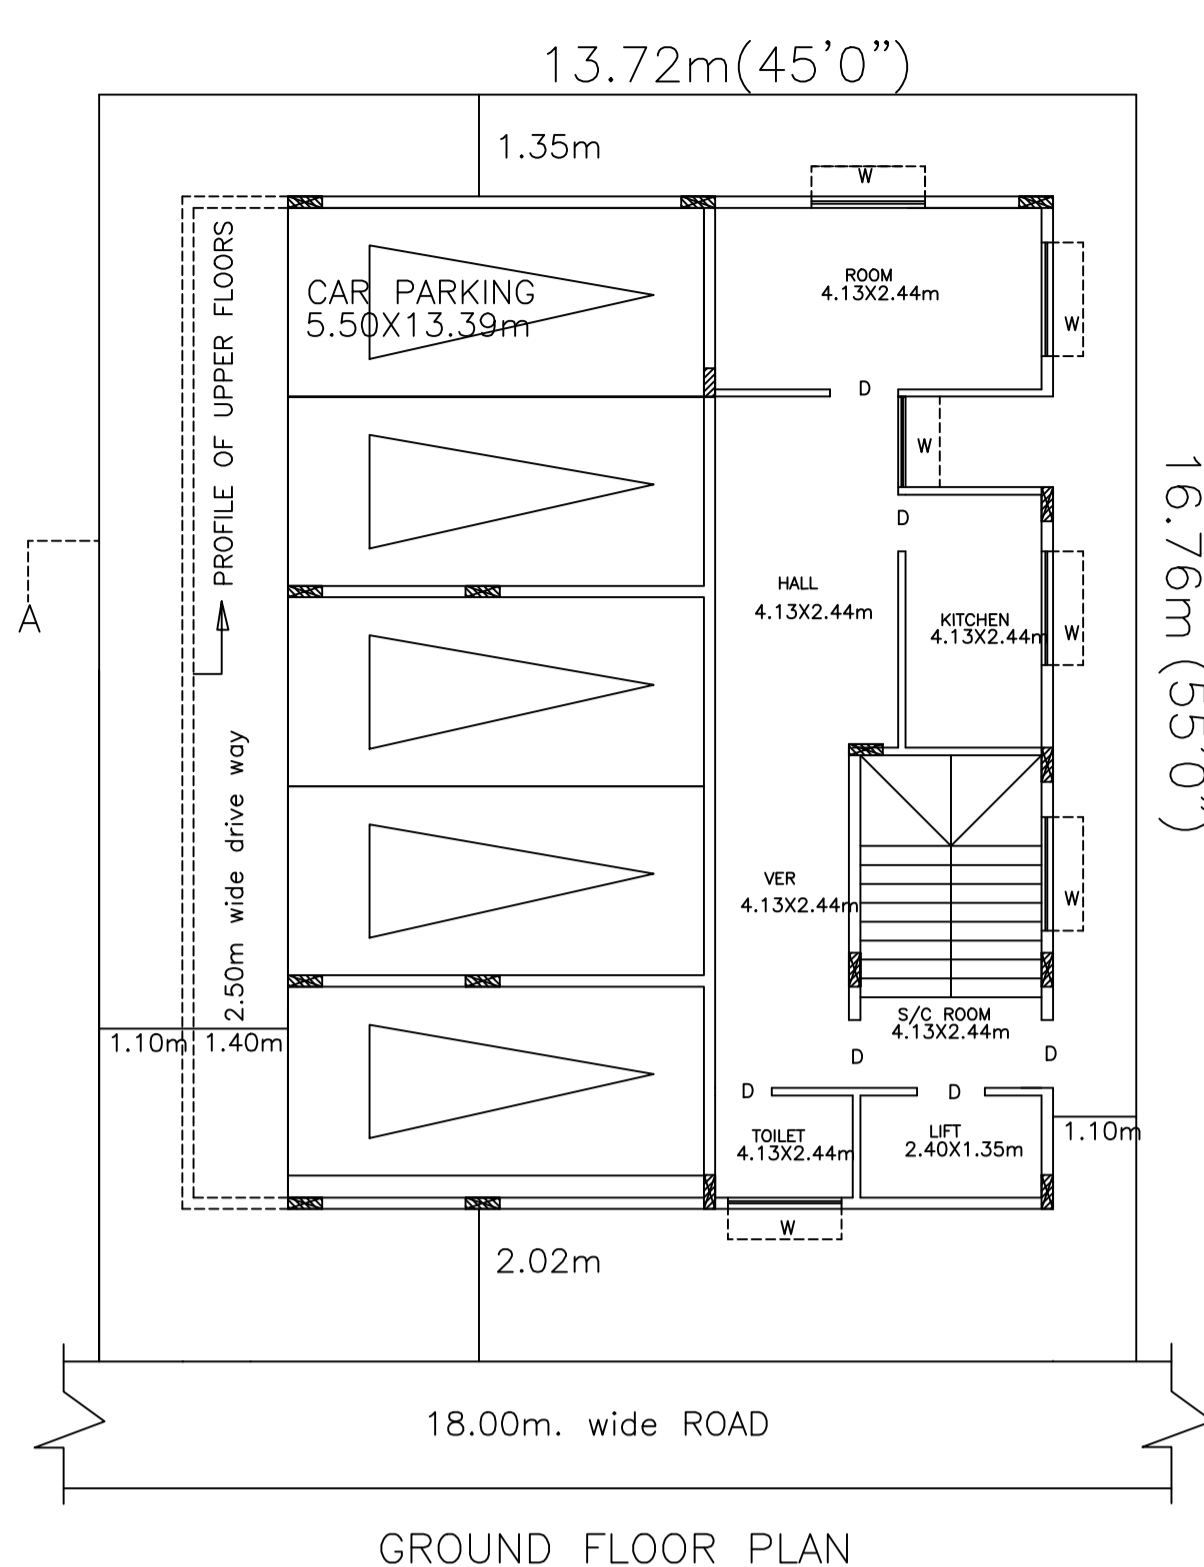 13.72m(45'0")
1.35m
W
ROOM
4.13X2.44m
W
CAR PARKING
5.50X13.39m
PROFILE OF UPPER FLOORS
D
W
D
16.76m (55'0")
A
HALL
4.13X2.44m
KITCHEN
4.13X2.44m
W
2.50m wide drive way
VER
4.13X2.44m
W
S/C ROOM
4.13X2.44m
1.10m
1.40m
D
D
D
D
TOILET
4.13X2.44m
LIFT
2.40X1.35m
1.10m
W
2.02m
18.00m. wide ROAD
GROUND FLOOR PLAN